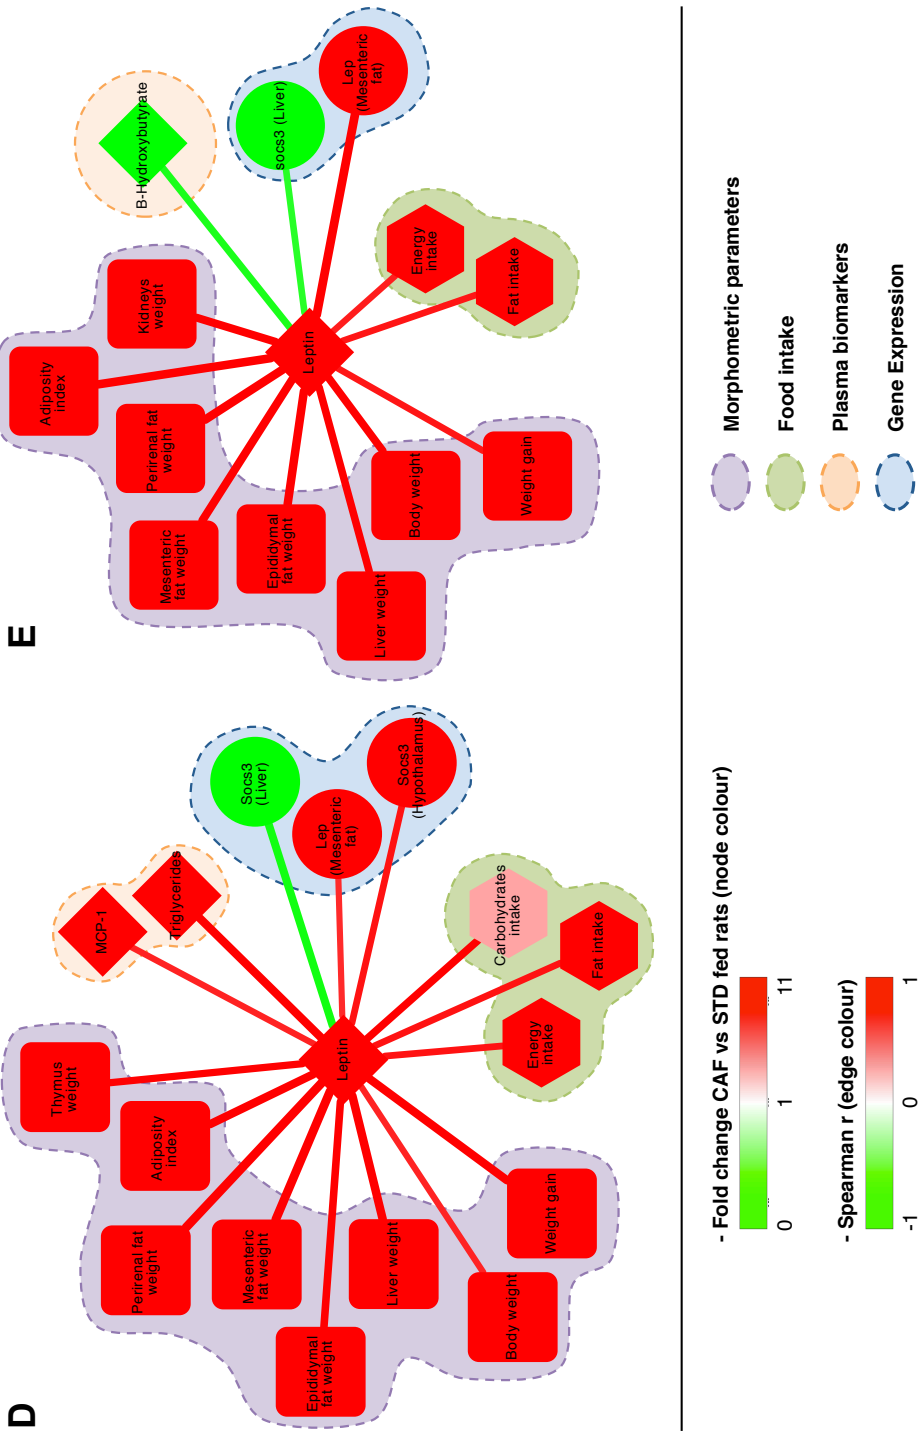 D
Thymus
weight
Adiposity
index
Perirenal fat
weight
Mesenteric
fat weight
Epididymal
fat weight
Liver weight
Body weight
Weight gain
MCP-1
Triglycerides
Socs3
(Liver)
Lep
(Mesenteric
fat)
Socs3
(Hypothalamus)
Leptin
Carbohydrates
intake
Fat intake
Energy
intake
E
Adiposity
index
Kidneys
weight
Perirenal fat
weight
Mesenteric
fat weight
Epididymal
fat weight
Liver weight
Body weight
Weight gain
B-Hydroxybutyrate
socs3 (Liver)
Lep
(Mesenteric
fat)
Leptin
Energy
intake
Fat intake
- Fold change CAF vs STD fed rats (node colour)
0 1 11
- Spearman r (edge colour)
-1 0 1
Morphometric parameters
Food intake
Plasma biomarkers
Gene Expression